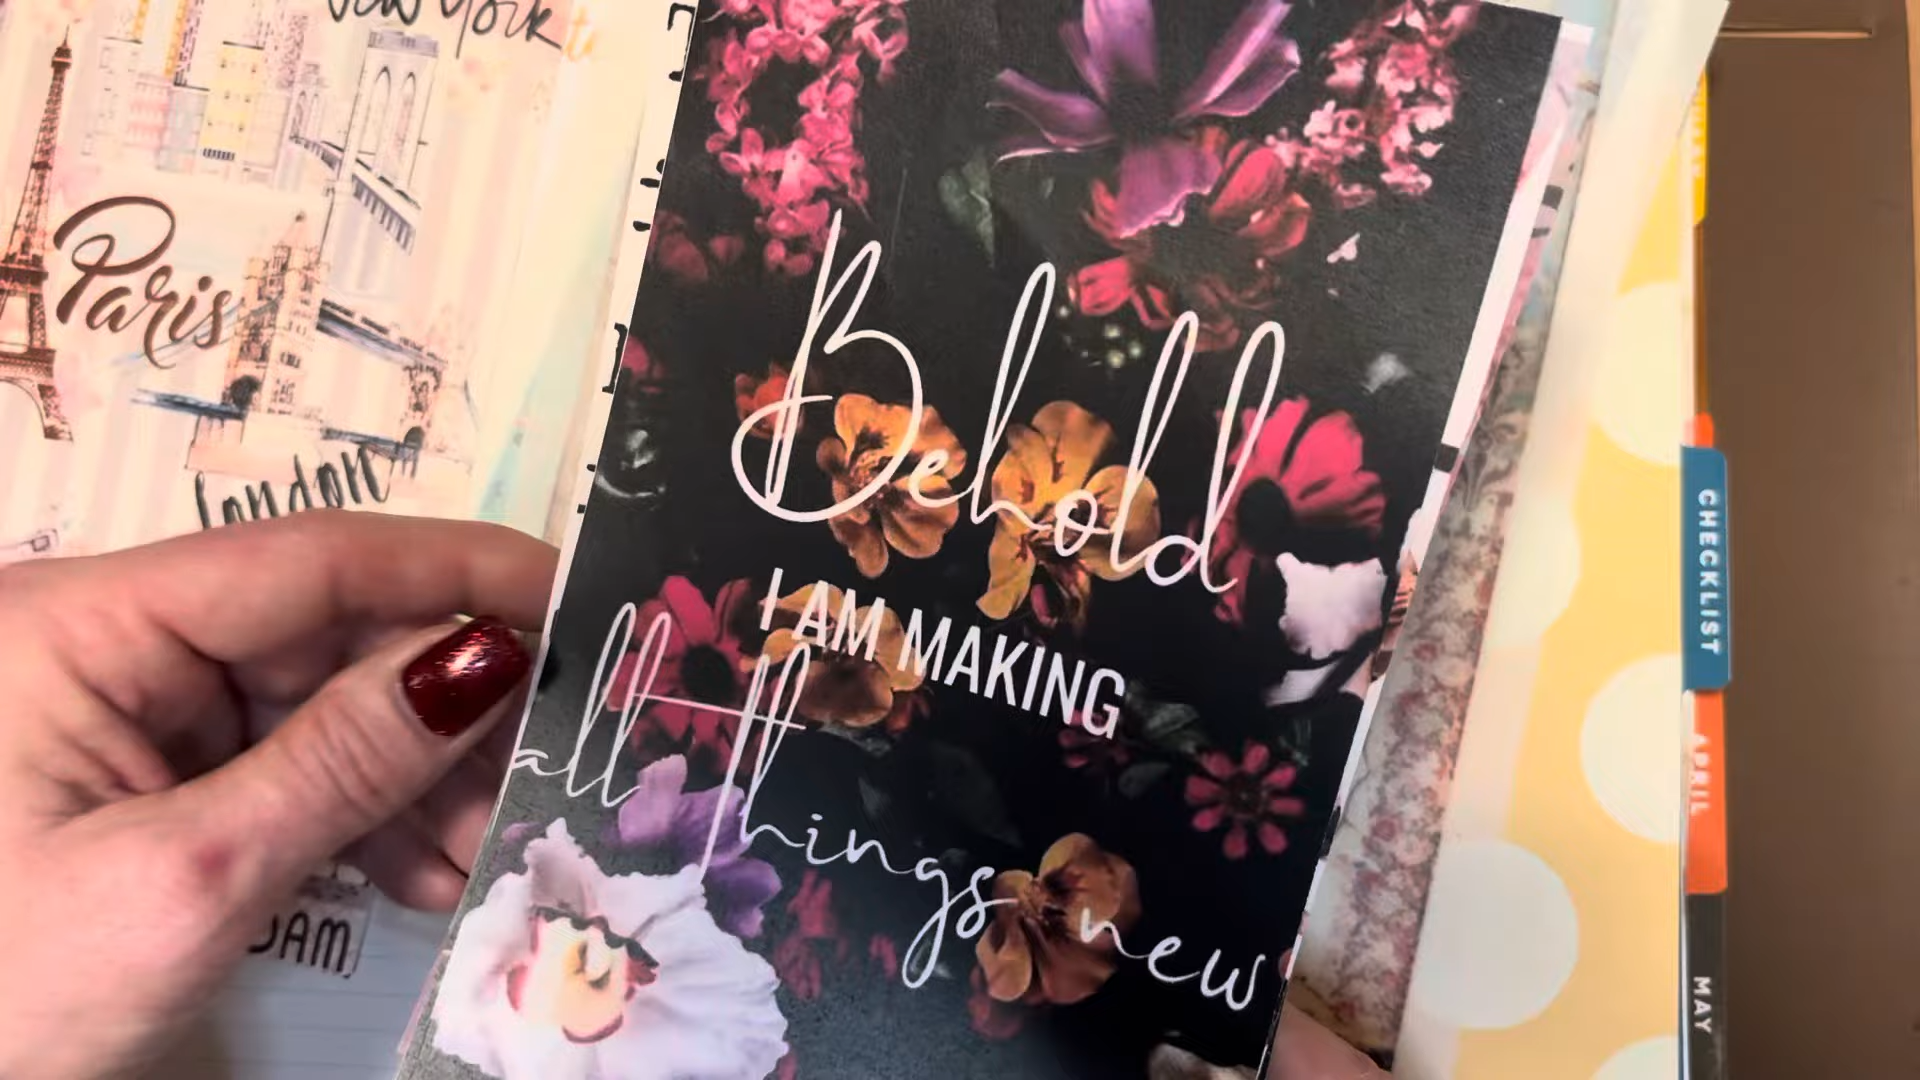 New York
Paris
London
DAM
Behold
I AM MAKING
all things new
CHECKLIST
APRIL
MAY